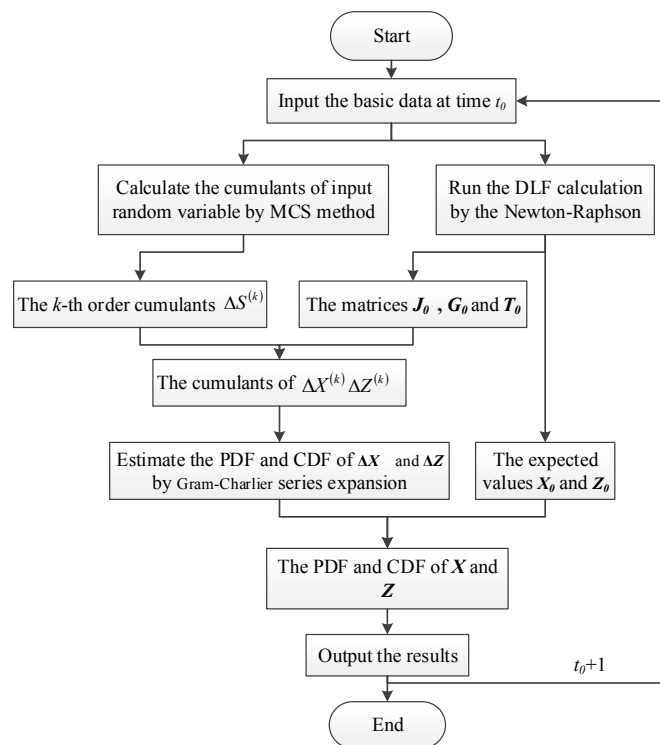 Start
Input the basic data at time t₀
Calculate the cumulants of input
random variable by MCS method
Run the DLF calculation
by the Newton-Raphson
The k-th order cumulants ΔS⁽ᵏ⁾
The matrices J₀ , G₀ and T₀
The cumulants of ΔX⁽ᵏ⁾ ΔZ⁽ᵏ⁾
Estimate the PDF and CDF of ΔX and ΔZ
by Gram-Charlier series expansion
The expected
values X₀ and Z₀
The PDF and CDF of X and
Z
Output the results
t₀+1
End